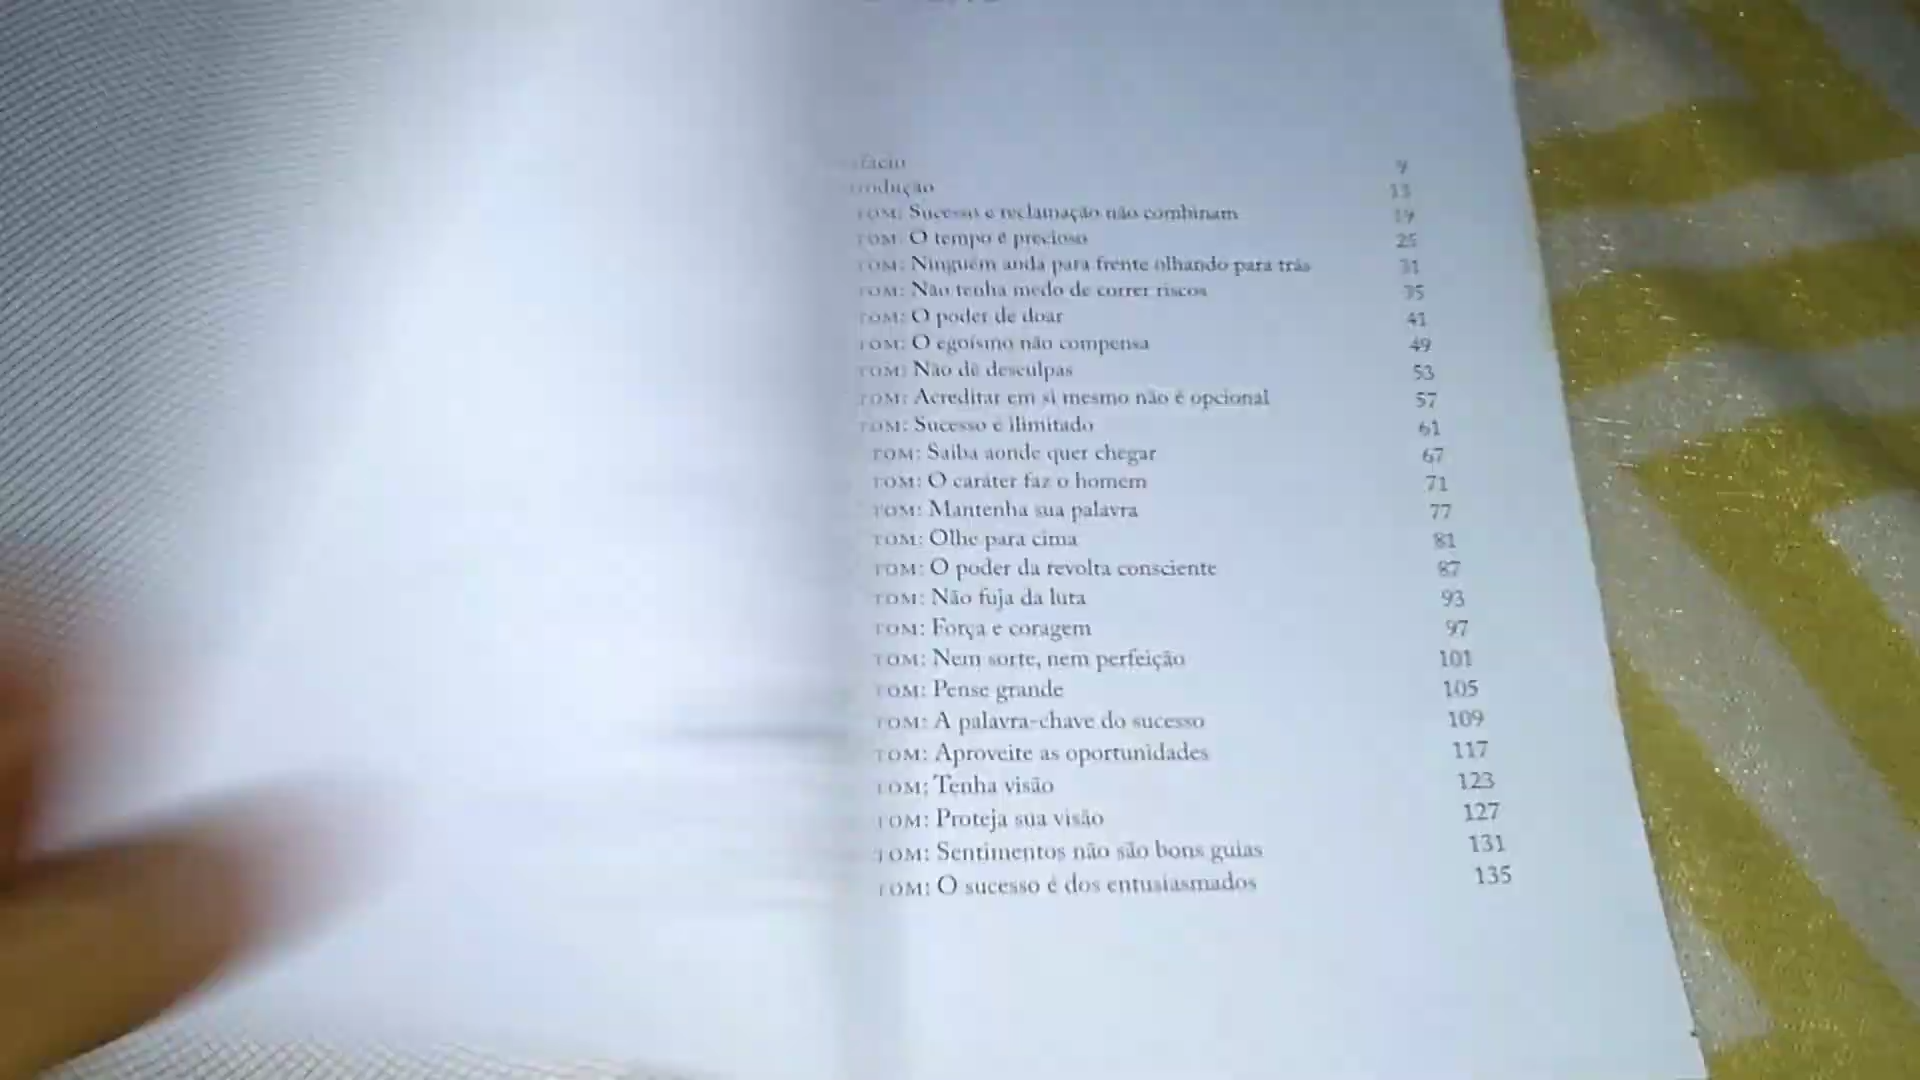 fácio 9
rodução 13
TOM: Sucesso e reclamação não combinam 19
TOM: O tempo é precioso 25
TOM: Ninguém anda para frente olhando para trás 31
TOM: Não tenha medo de correr riscos 35
TOM: O poder de doar 41
TOM: O egoísmo não compensa 49
TOM: Não dê desculpas 53
TOM: Acreditar em si mesmo não é opcional 57
TOM: Sucesso é ilimitado 61
TOM: Saiba aonde quer chegar 67
TOM: O caráter faz o homem 71
TOM: Mantenha sua palavra 77
TOM: Olhe para cima 81
TOM: O poder da revolta consciente 87
TOM: Não fuja da luta 93
TOM: Força e coragem 97
TOM: Nem sorte, nem perfeição 101
TOM: Pense grande 105
TOM: A palavra-chave do sucesso 109
TOM: Aproveite as oportunidades 117
TOM: Tenha visão 123
TOM: Proteja sua visão 127
TOM: Sentimentos não são bons guias 131
TOM: O sucesso é dos entusiasmados 135